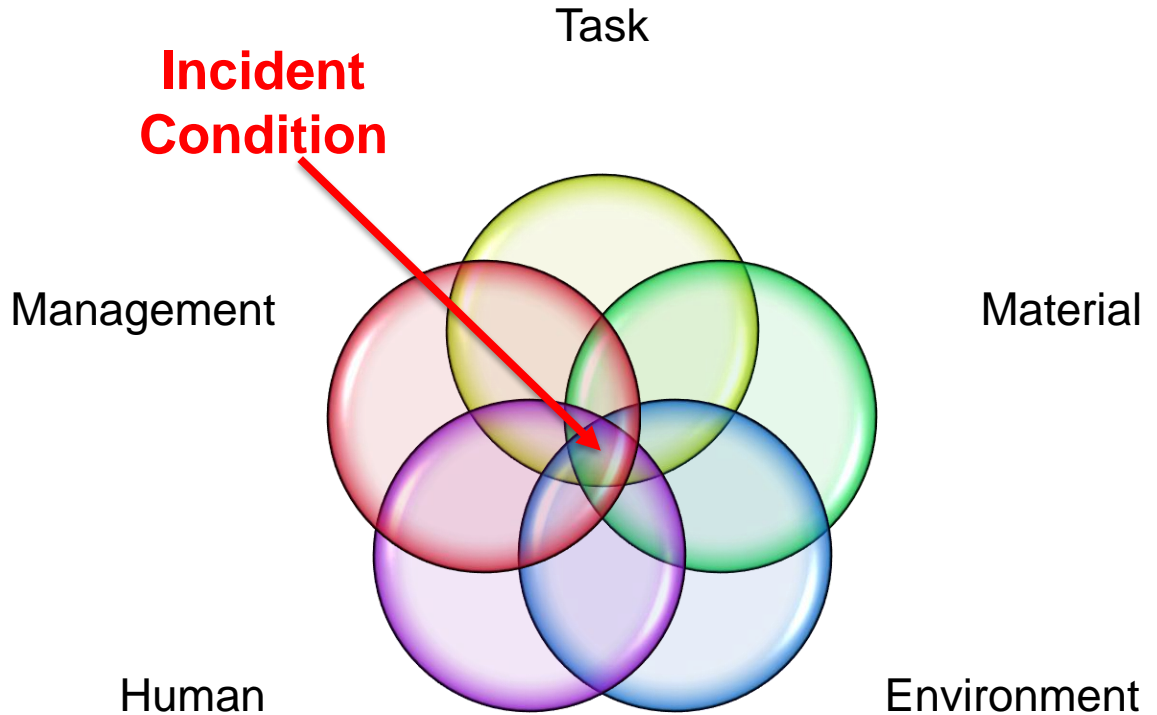 Task
Incident
Condition
Management
Material
Human
Environment